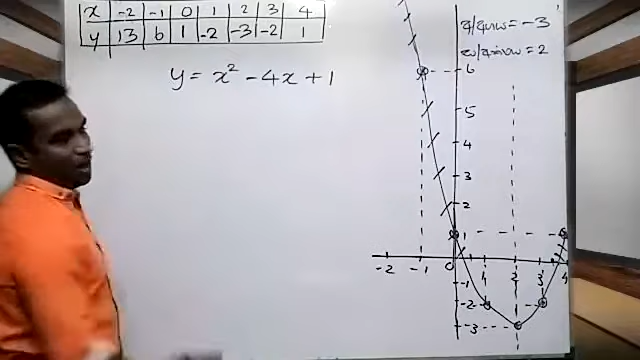 x -2 -1 0 1 2 3 4
y 13 6 1 -2 -3 -2 1
y = x² - 4x + 1
= -3
= 2
6
5
4
3
2
1
-2 -1 0 1 2 3 4
-1
-2
-3